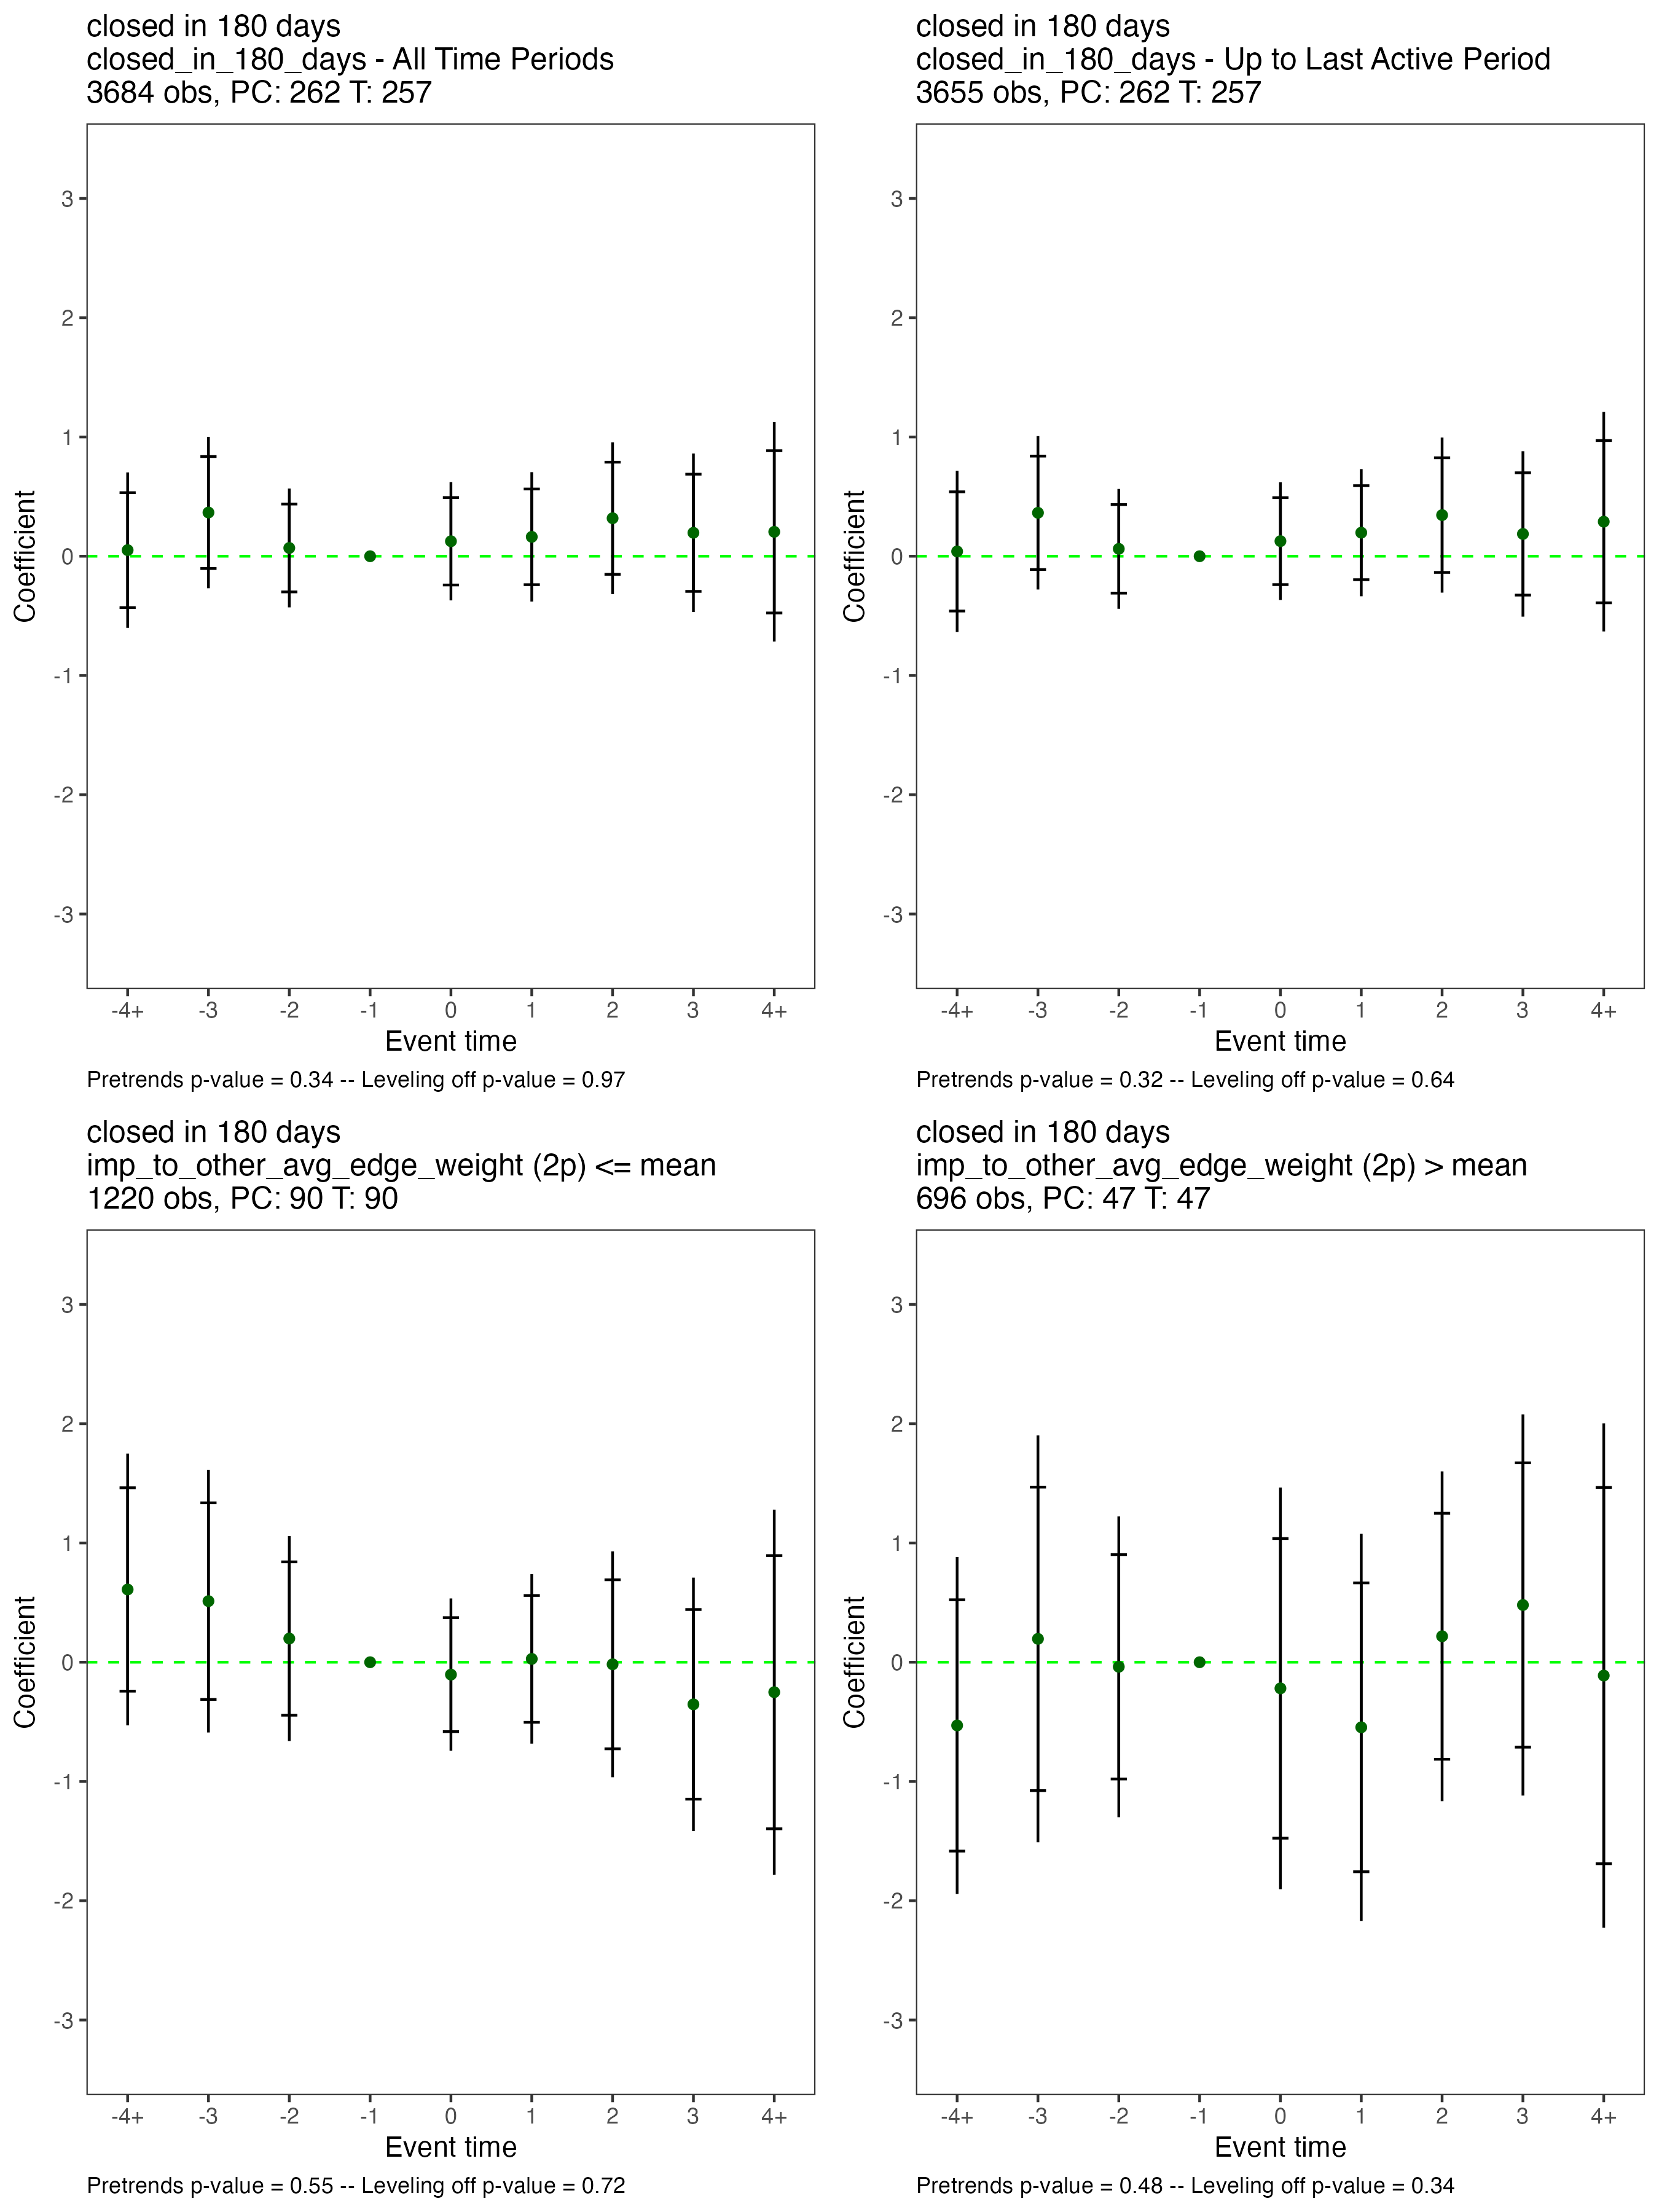 closed in 180 days
closed_in_180_days - All Time Periods
3684 obs, PC: 262 T: 257
3
2
1
0
-1
-2
-3
Coefficient
-4+ -3 -2 -1 0 1 2 3 4+
Event time
Pretrends p-value = 0.34 -- Leveling off p-value = 0.97
closed in 180 days
closed_in_180_days - Up to Last Active Period
3655 obs, PC: 262 T: 257
3
2
1
0
-1
-2
-3
Coefficient
-4+ -3 -2 -1 0 1 2 3 4+
Event time
Pretrends p-value = 0.32 -- Leveling off p-value = 0.64
closed in 180 days
imp_to_other_avg_edge_weight (2p) <= mean
1220 obs, PC: 90 T: 90
3
2
1
0
-1
-2
-3
Coefficient
-4+ -3 -2 -1 0 1 2 3 4+
Event time
Pretrends p-value = 0.55 -- Leveling off p-value = 0.72
closed in 180 days
imp_to_other_avg_edge_weight (2p) > mean
696 obs, PC: 47 T: 47
3
2
1
0
-1
-2
-3
Coefficient
-4+ -3 -2 -1 0 1 2 3 4+
Event time
Pretrends p-value = 0.48 -- Leveling off p-value = 0.34